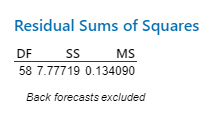 Residual Sums of Squares
DF SS MS
58 7.77719 0.134090
Back forecasts excluded